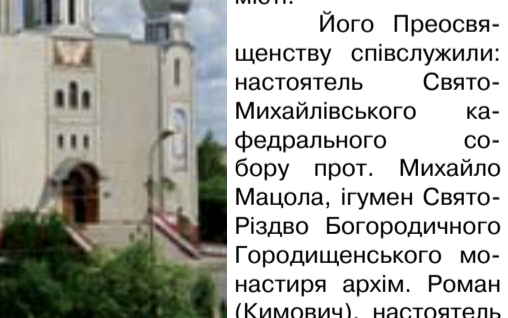 місті.
Його Преосвя-
щенству співслужили:
настоятель Свято-
Михайлівського ка-
федрального со-
бору прот. Михайло
Мацола, ігумен Свято-
Різдво Богородичного
Городищенського мо-
настиря архім. Роман
(Кимович), настоятель